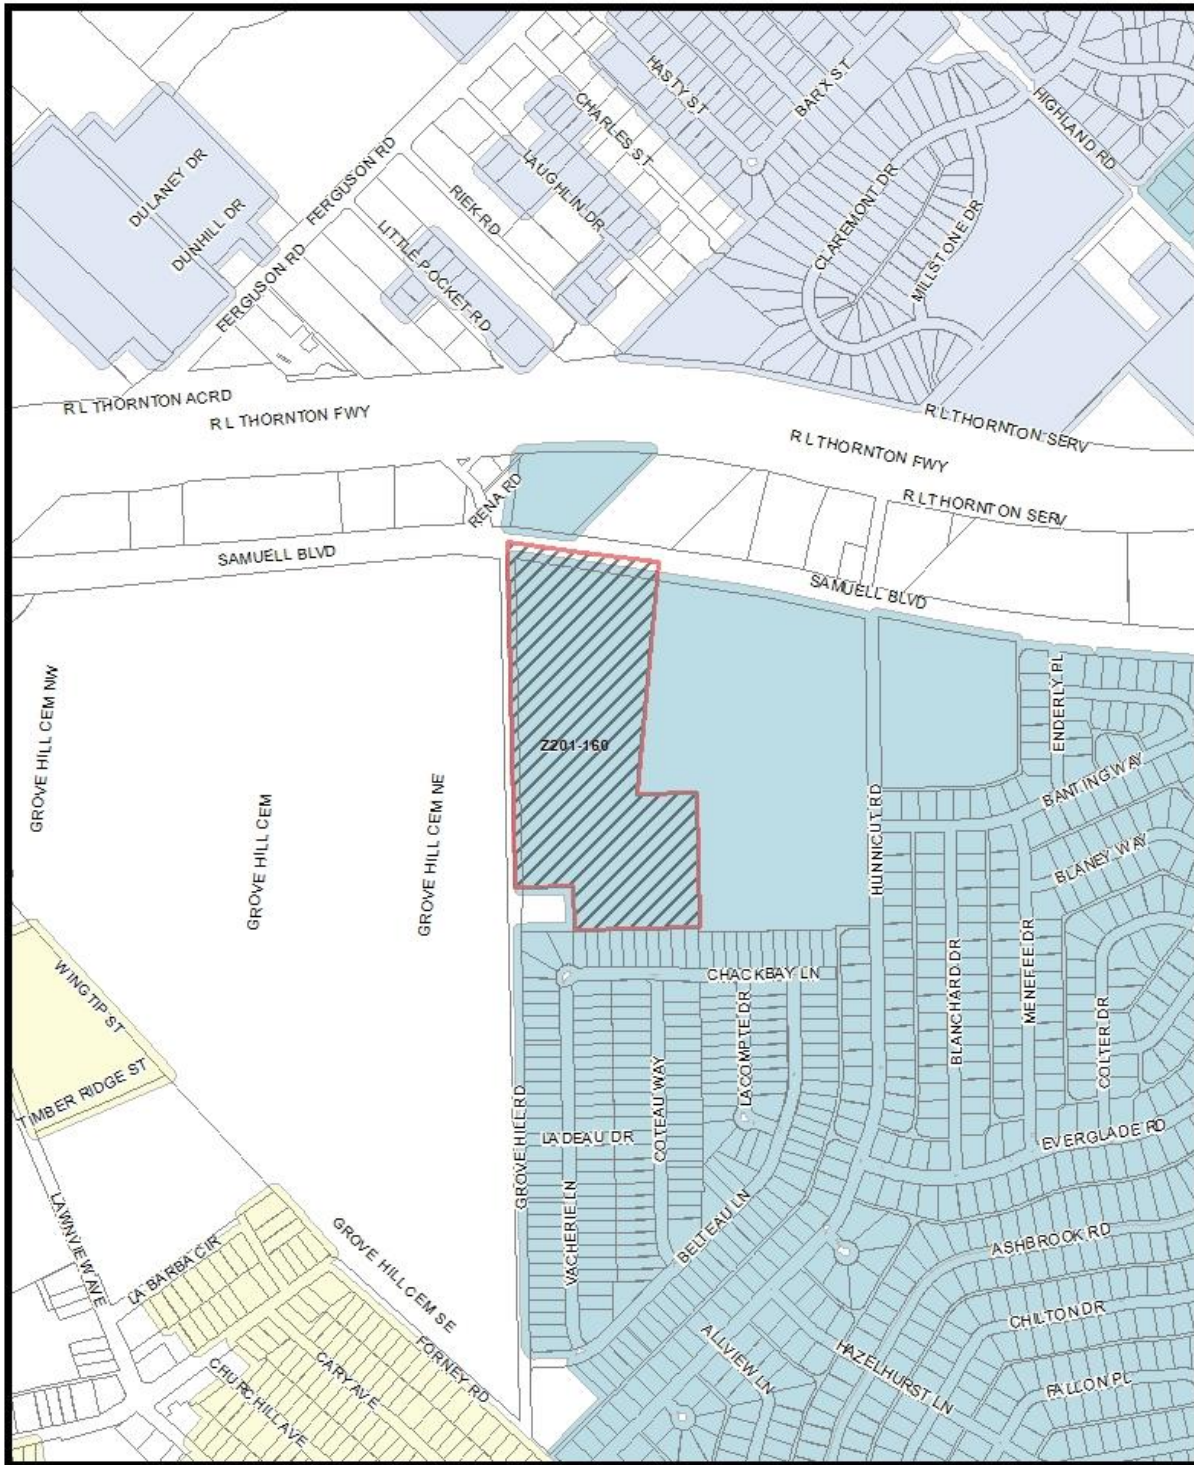 HASTY ST
BARX ST
HIGHLAND RD
CHARLES ST
DULANEY DR
FERGUSON RD
LAUGHLIN DR
RIEK RD
CLAREMONT DR
MILLSTONE DR
DUNHILL DR
LITTLE POCKET RD
FERGUSON RD
R L THORNTON ACRD
R L THORNTON FWY
R L THORNTON SERV
R L THORNTON FWY
R L THORNTON SERV
RENA RD
SAMUELL BLVD
SAMUELL BLVD
GROVE HILL CEM NW
ENDERLY PL
Z201-160
BANTING WAY
GROVE HILL CEM
GROVE HILL CEM NE
HUNNICUT RD
BLANEY WAY
WINGTIP ST
CHACKBAY LN
BLANCHARD DR
MENEFEE DR
LACOMPTE DR
COLTER DR
TIMBER RIDGE ST
COTEAU WAY
LADEAU DR
EVERGLADE RD
GROVE HILL RD
VACHERIE LN
BELTEAU LN
LAWNVIEW AVE
LA BARBA CIR
GROVE HILL CEM SE
ASHBROOK RD
CHILTON DR
ALLVIEW LN
HAZELHURST LN
FORNEY RD
CARY AVE
CHURCHILL AVE
FALLON PL